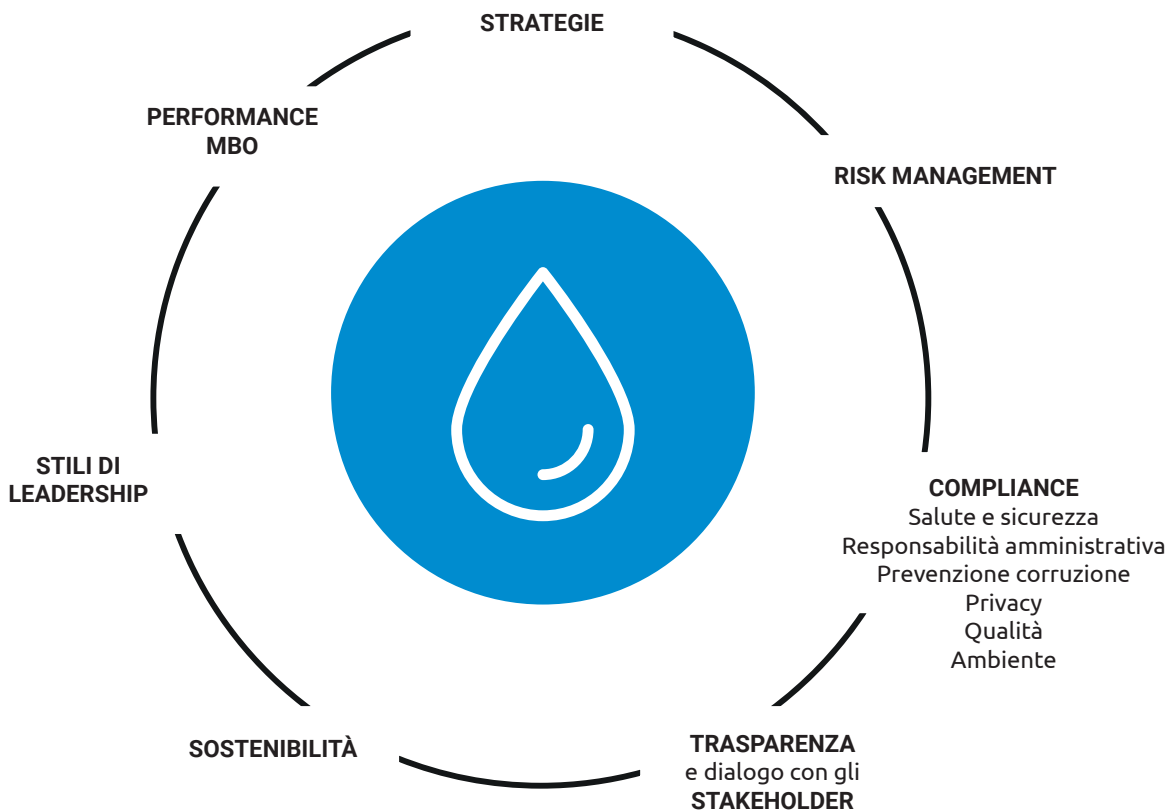 STRATEGIE
RISK MANAGEMENT
COMPLIANCE
Salute e sicurezza
Responsabilità amministrativa
Prevenzione corruzione
Privacy
Qualità
Ambiente
TRASPARENZA
e dialogo con gli
STAKEHOLDER
SOSTENIBILITÀ
STILI DI
LEADERSHIP
PERFORMANCE
MBO